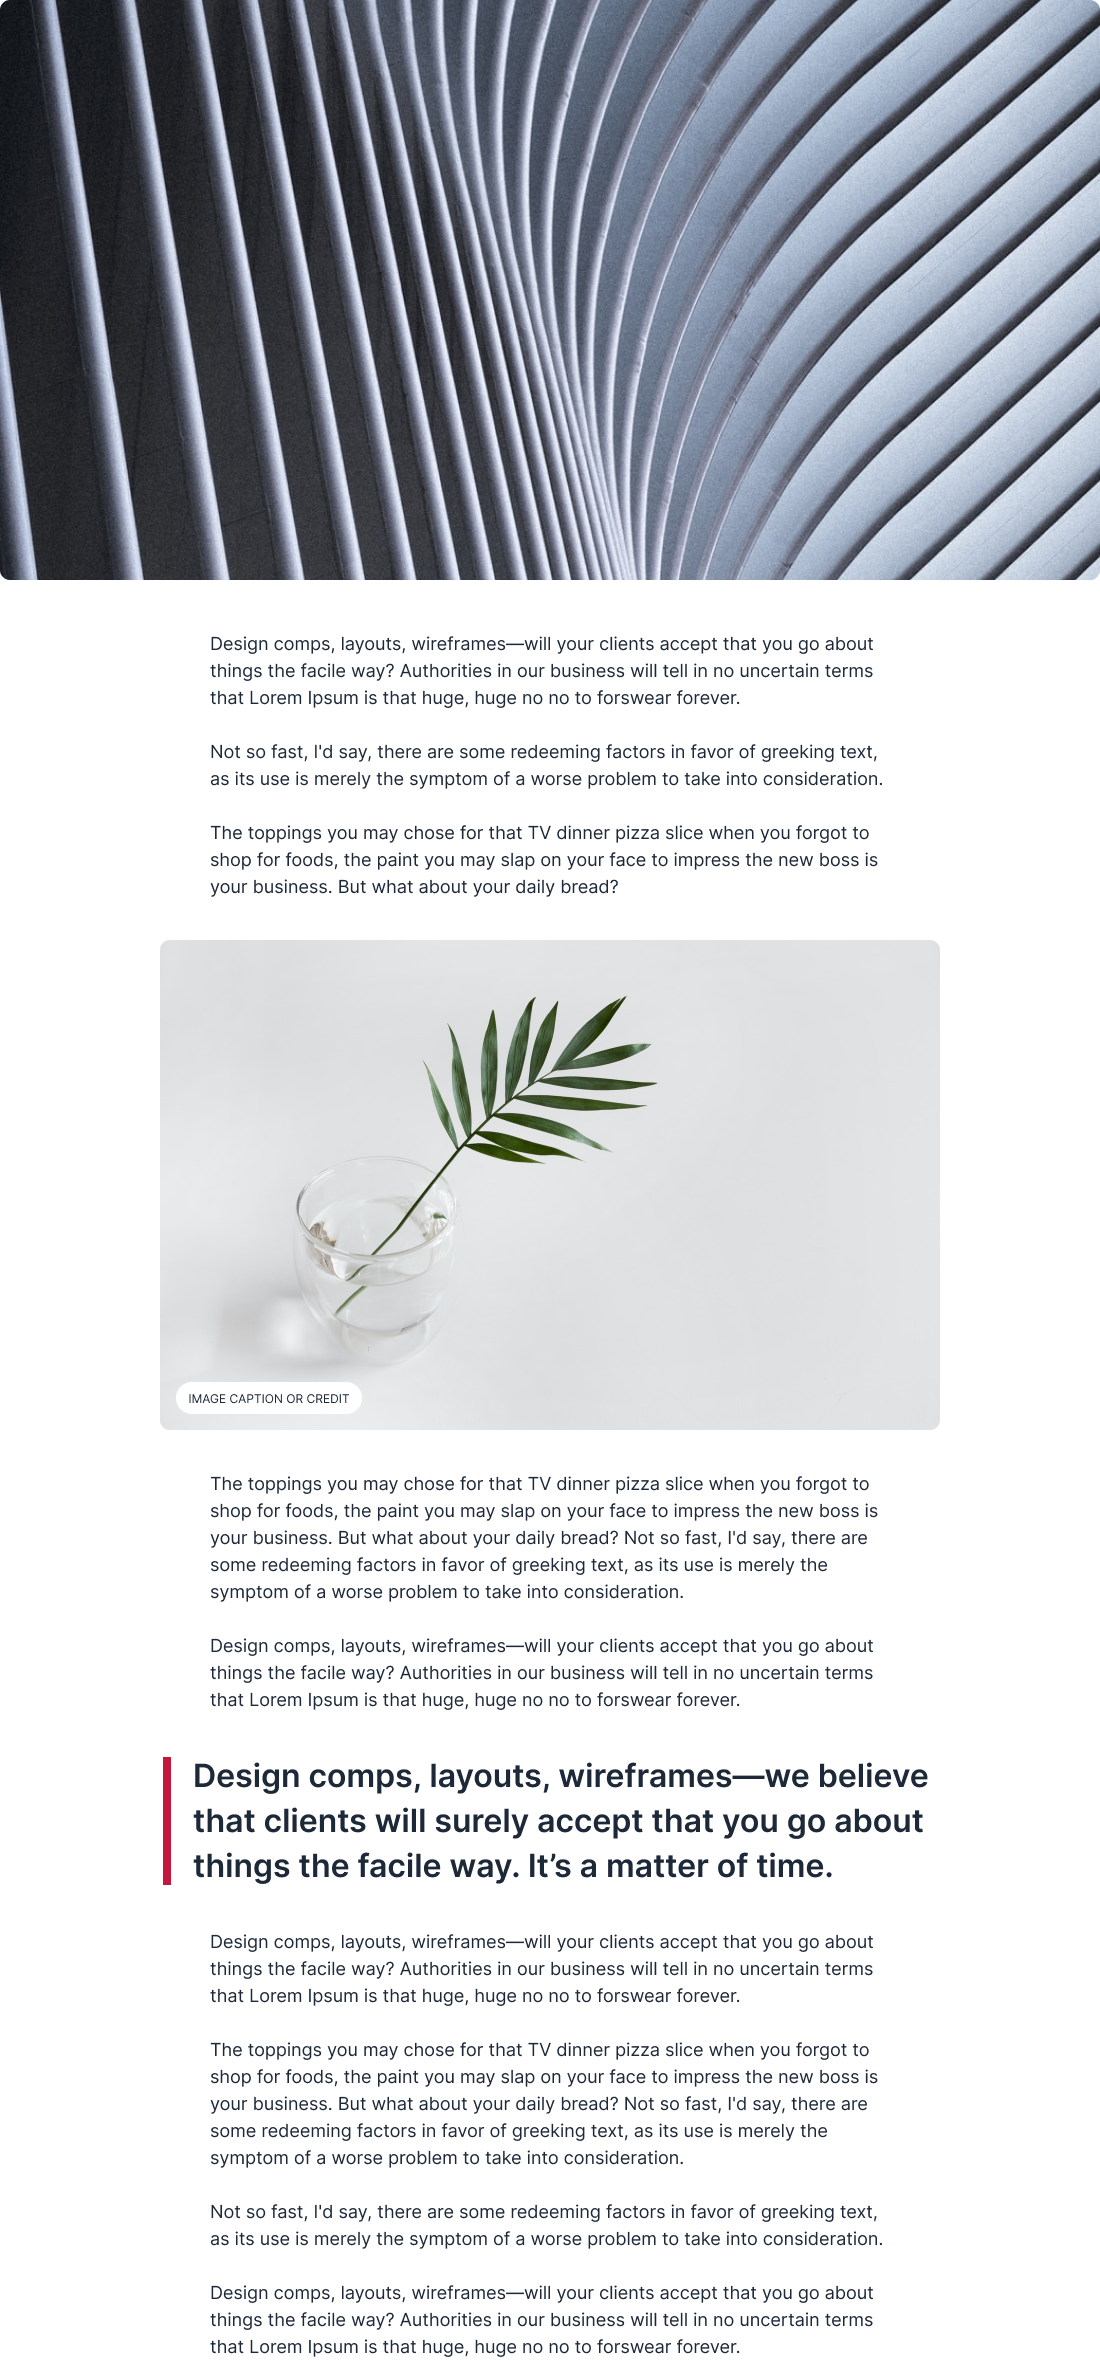 Design comps, layouts, wireframes—will your clients accept that you go about
things the facile way? Authorities in our business will tell in no uncertain terms
that Lorem Ipsum is that huge, huge no no to forswear forever.
Not so fast, I'd say, there are some redeeming factors in favor of greeking text,
as its use is merely the symptom of a worse problem to take into consideration.
The toppings you may chose for that TV dinner pizza slice when you forgot to
shop for foods, the paint you may slap on your face to impress the new boss is
your business. But what about your daily bread?
IMAGE CAPTION OR CREDIT
The toppings you may chose for that TV dinner pizza slice when you forgot to
shop for foods, the paint you may slap on your face to impress the new boss is
your business. But what about your daily bread? Not so fast, I'd say, there are
some redeeming factors in favor of greeking text, as its use is merely the
symptom of a worse problem to take into consideration.
Design comps, layouts, wireframes—will your clients accept that you go about
things the facile way? Authorities in our business will tell in no uncertain terms
that Lorem Ipsum is that huge, huge no no to forswear forever.
Design comps, layouts, wireframes—we believe
that clients will surely accept that you go about
things the facile way. It’s a matter of time.
Design comps, layouts, wireframes—will your clients accept that you go about
things the facile way? Authorities in our business will tell in no uncertain terms
that Lorem Ipsum is that huge, huge no no to forswear forever.
The toppings you may chose for that TV dinner pizza slice when you forgot to
shop for foods, the paint you may slap on your face to impress the new boss is
your business. But what about your daily bread? Not so fast, I'd say, there are
some redeeming factors in favor of greeking text, as its use is merely the
symptom of a worse problem to take into consideration.
Not so fast, I'd say, there are some redeeming factors in favor of greeking text,
as its use is merely the symptom of a worse problem to take into consideration.
Design comps, layouts, wireframes—will your clients accept that you go about
things the facile way? Authorities in our business will tell in no uncertain terms
that Lorem Ipsum is that huge, huge no no to forswear forever.